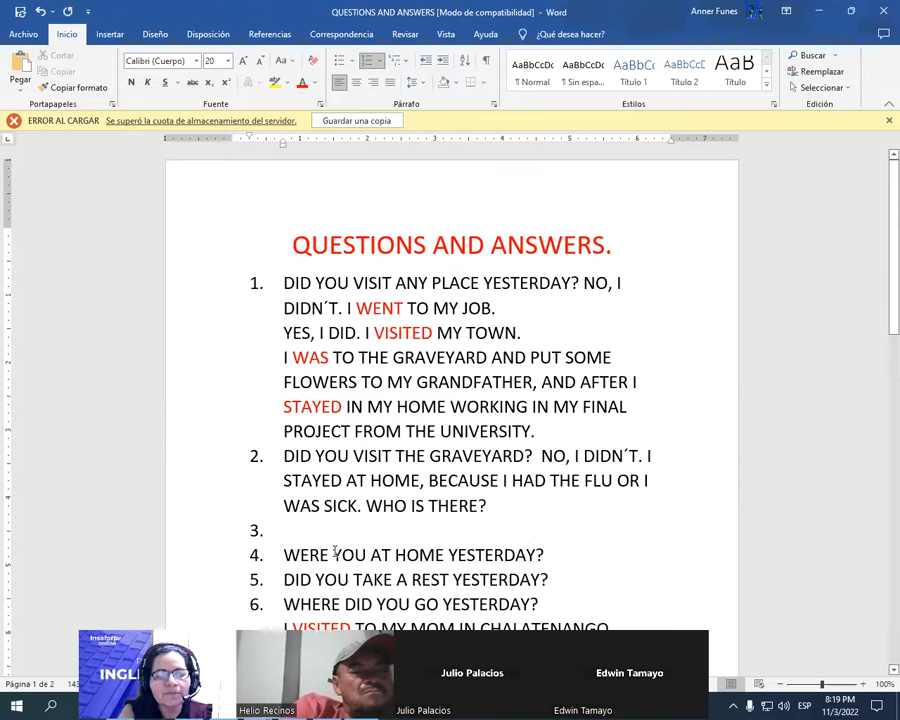 QUESTIONS AND ANSWERS [Modo de compatibilidad] - Word
Anner Funes
Archivo Inicio Insertar Diseño Disposición Referencias Correspondencia Revisar Vista Ayuda ¿Qué desea hacer?
Pegar
Cortar
Copiar
Copiar formato
Portapapeles
Calibri (Cuerpo) 20
Fuente
Párrafo
AaBbCcDc AaBbCcDc AaBbCc AaBbCcD AaB
¶ Normal ¶ Sin espa... Título 1 Título 2 Título
Estilos
Buscar
Reemplazar
Seleccionar
Edición
ERROR AL CARGAR Se superó la cuota de almacenamiento del servidor. Guardar una copia
QUESTIONS AND ANSWERS.
1. DID YOU VISIT ANY PLACE YESTERDAY? NO, I
DIDN´T. I WENT TO MY JOB.
YES, I DID. I VISITED MY TOWN.
I WAS TO THE GRAVEYARD AND PUT SOME
FLOWERS TO MY GRANDFATHER, AND AFTER I
STAYED IN MY HOME WORKING IN MY FINAL
PROJECT FROM THE UNIVERSITY.
2. DID YOU VISIT THE GRAVEYARD? NO, I DIDN´T. I
STAYED AT HOME, BECAUSE I HAD THE FLU OR I
WAS SICK. WHO IS THERE?
3.
4. WERE YOU AT HOME YESTERDAY?
5. DID YOU TAKE A REST YESTERDAY?
6. WHERE DID YOU GO YESTERDAY?
I VISITED TO MY MOM IN CHALATENANGO
Insaforp
online
INGL
Helio Recinos
Julio Palacios
Julio Palacios
Edwin Tamayo
Edwin Tamayo
Página 1 de 2
100%
ESP
8:19 PM
11/3/2022